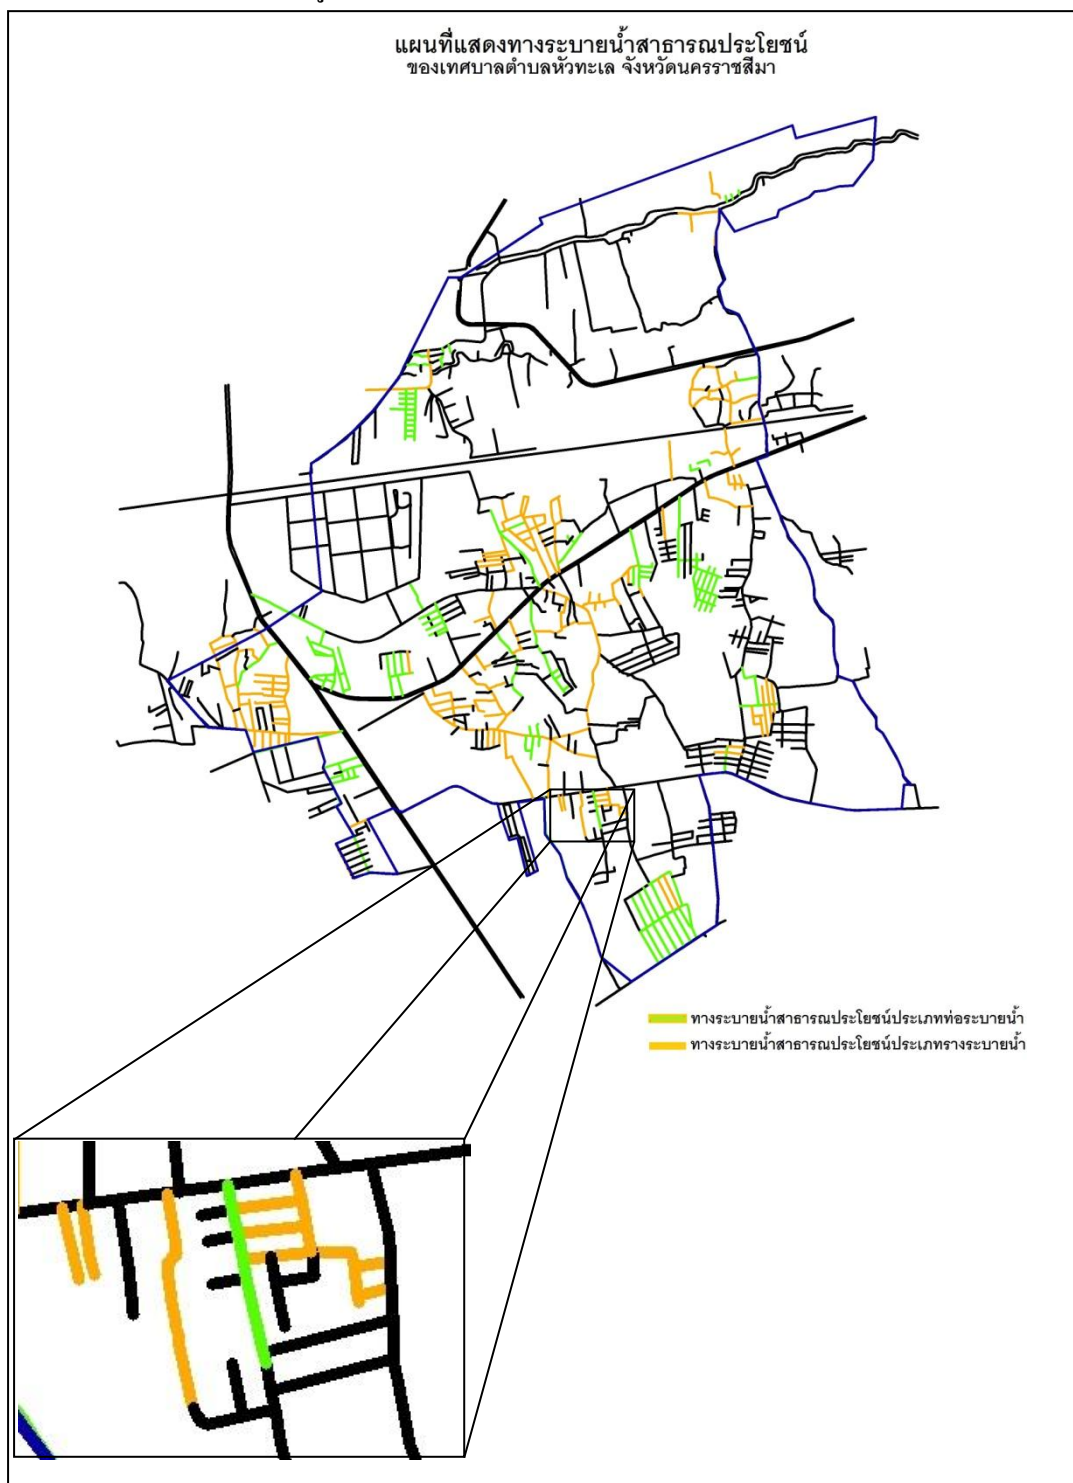 แผนที่แสดงทางระบายน้ำสาธารณประโยชน์
ของเทศบาลตำบลหัวทะเล จังหวัดนครราชสีมา
ทางระบายน้ำสาธารณประโยชน์ประเภทท่อระบายน้ำ
ทางระบายน้ำสาธารณประโยชน์ประเภทรางระบายน้ำ